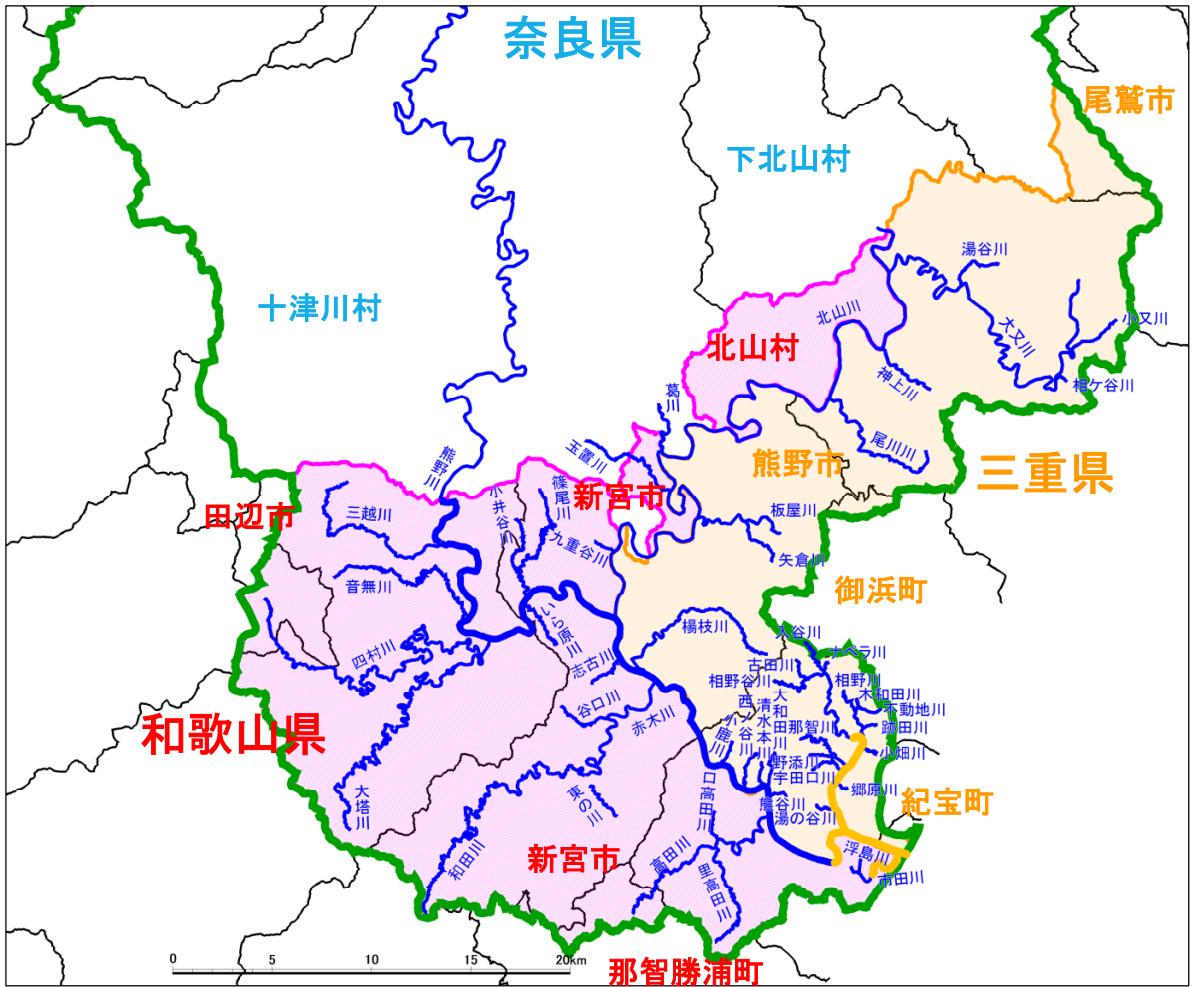 奈良県
尾鷲市
下北山村
湯谷川
十津川村
北山川
大又川
小又川
北山村
神上川
相ケ谷川
葛川
尾川川
玉置川
熊野川
熊野市
三重県
篠尾川
小井谷川
新宮市
田辺市
三越川
板屋川
九重谷川
矢倉川
音無川
御浜町
いら原川
楊枝川
入谷川
四村川
ナベラ川
志古川
古田川
相野谷川
相野川
木和田川
谷口川
不動地川
赤木川
大和田川
清水本川
西ノ谷川
小鹿川
那智川
跡田川
和歌山県
小畑川
野添川
宇田口川
郷原川
紀宝町
大塔川
東の川
口高田川
熊谷川
湯の谷川
和田川
新宮市
高田川
里高田川
浮島川
市田川
0 5 10 15 20km
那智勝浦町